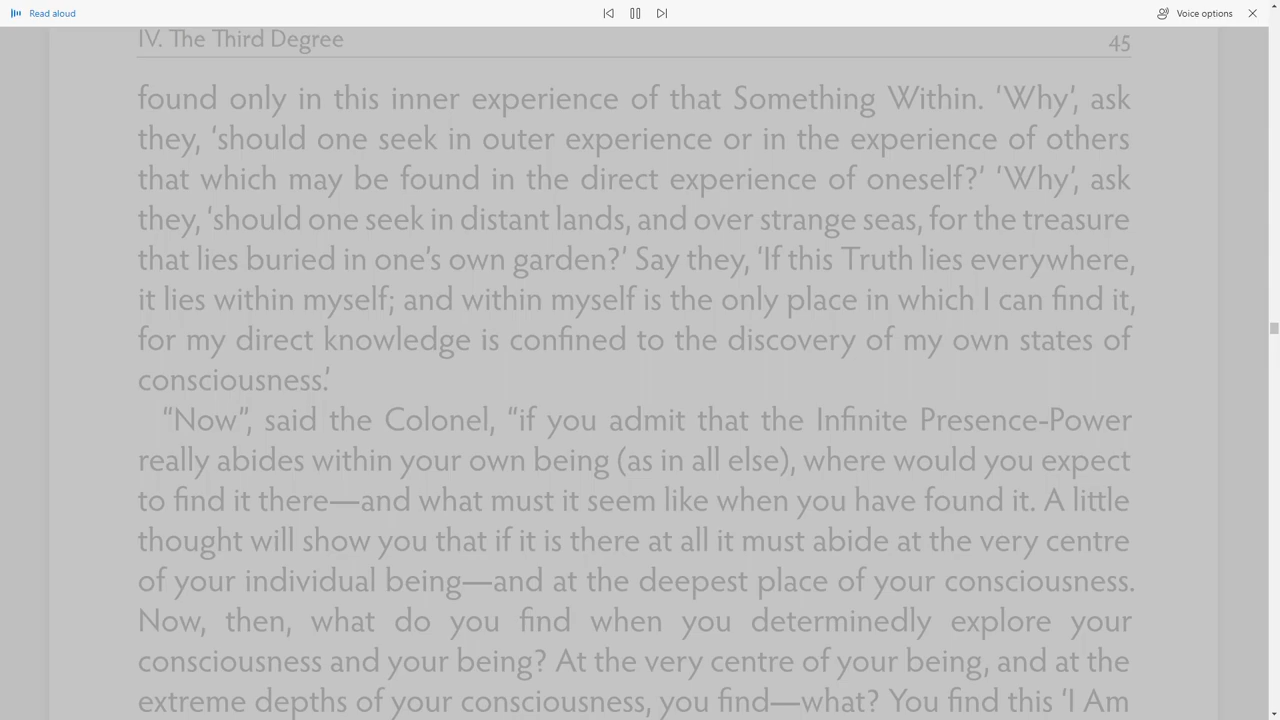 Read aloud
Voice options
IV. The Third Degree 45
found only in this inner experience of that Something Within. ‘Why’, ask
they, ‘should one seek in outer experience or in the experience of others
that which may be found in the direct experience of oneself?’ ‘Why’, ask
they, ‘should one seek in distant lands, and over strange seas, for the treasure
that lies buried in one’s own garden?’ Say they, ‘If this Truth lies everywhere,
it lies within myself; and within myself is the only place in which I can find it,
for my direct knowledge is confined to the discovery of my own states of
consciousness.’
“Now”, said the Colonel, “if you admit that the Infinite Presence-Power
really abides within your own being (as in all else), where would you expect
to find it there—and what must it seem like when you have found it. A little
thought will show you that if it is there at all it must abide at the very centre
of your individual being—and at the deepest place of your consciousness.
Now, then, what do you find when you determinedly explore your
consciousness and your being? At the very centre of your being, and at the
extreme depths of your consciousness, you find—what? You find this ‘I Am